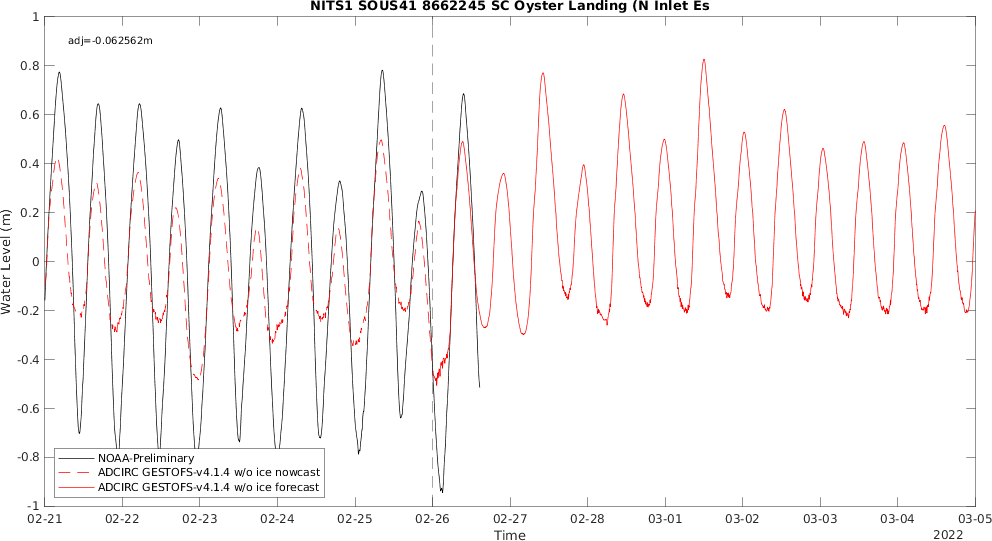 NITS1 SOUS41 8662245 SC Oyster Landing (N Inlet Es
adj=-0.062562m
1
0.8
0.6
0.4
0.2
0
-0.2
-0.4
-0.6
-0.8
-1
Water Level (m)
NOAA-Preliminary
ADCIRC GESTOFS-v4.1.4 w/o ice nowcast
ADCIRC GESTOFS-v4.1.4 w/o ice forecast
02-21 02-22 02-23 02-24 02-25 02-26 02-27 02-28 03-01 03-02 03-03 03-04 03-05
Time
2022